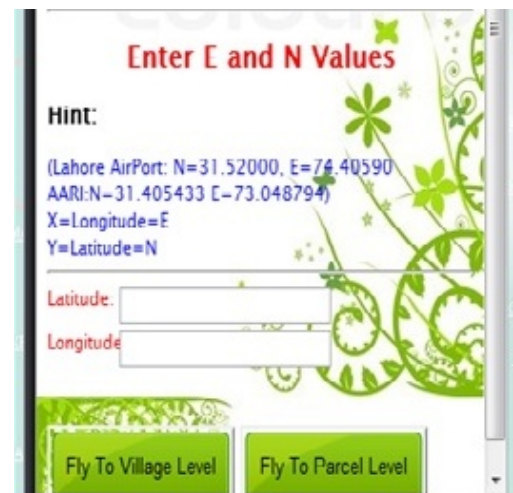 Enter E and N Values
Hint:
(Lahore AirPort: N=31.52000, E=74.40590
AARI:N=31.405433 E=73.048794)
X=Longitude=E
Y=Latitude=N
Latitude:
Longitude
Fly To Village Level
Fly To Parcel Level